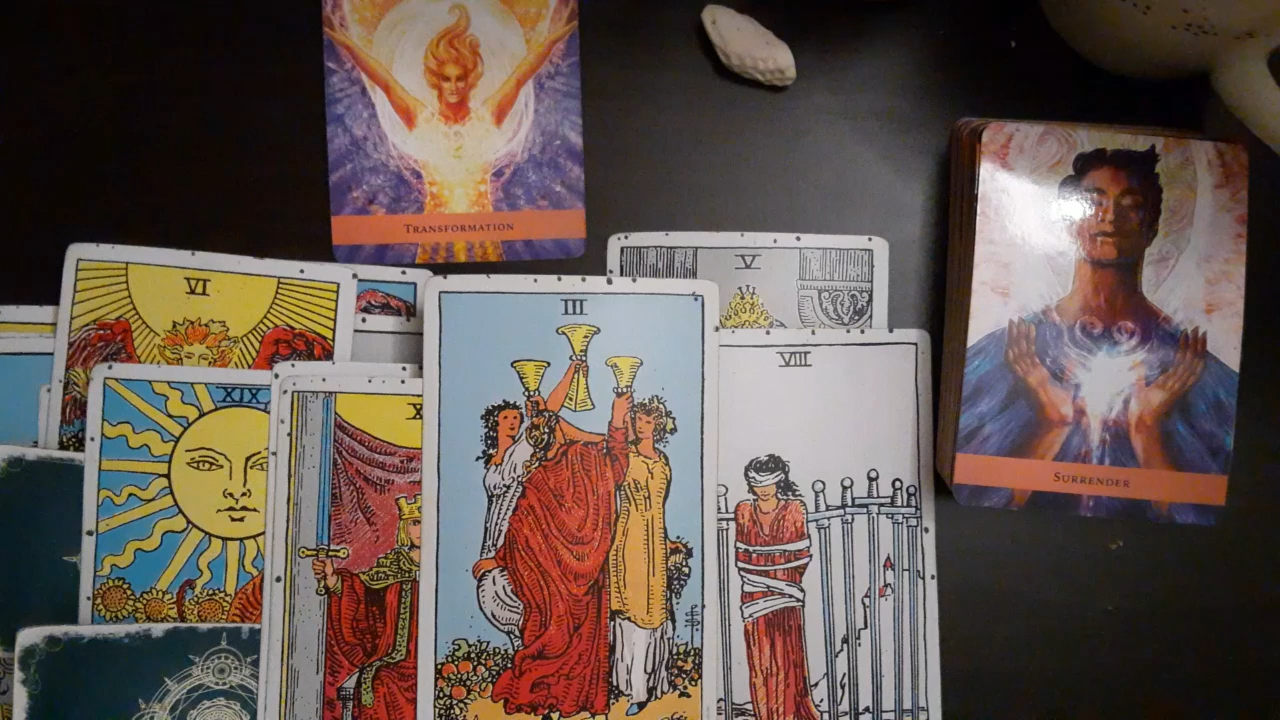 TRANSFORMATION
VI
III
V
VIII
XIX
X
SURRENDER